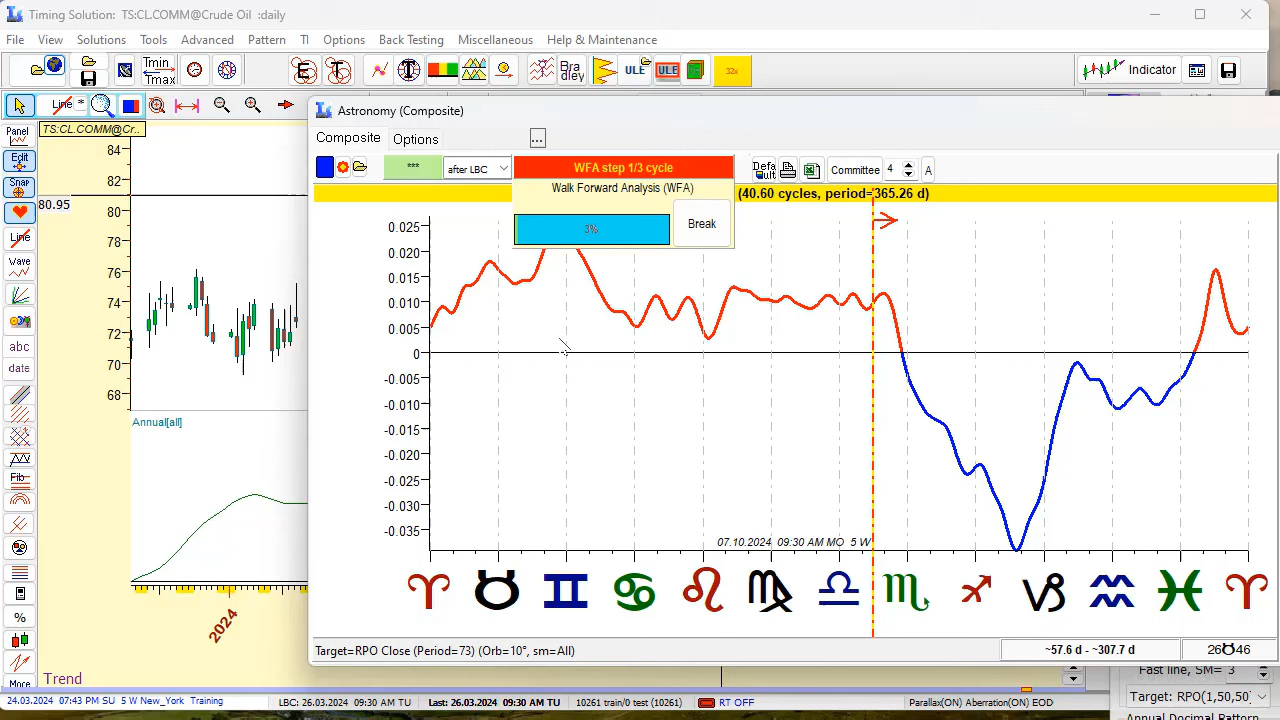 Timing Solution: TS:CL.COMM@Crude Oil :daily
File View Solutions Tools Advanced Pattern TI Options Back Testing Miscellaneous Help & Maintenance
Tmin
Tmax
E
T
Bra
dley
ULE
ULE
32x
Indicator
Line *
Panel
TS:CL.COMM@Cr..
Edit
Snap
Line
Wave
abc
date
Fib
%
More
84
82
80.95
80
78
76
74
72
70
68
Annual[all]
2024
Trend
Astronomy (Composite)
Composite Options ...
***
after LBC
WFA step 1/3 cycle
Walk Forward Analysis (WFA)
3%
Break
Defa
ult
Committee 4
A
(40.60 cycles, period=365.26 d)
0.025
0.020
0.015
0.010
0.005
0
-0.005
-0.010
-0.015
-0.020
-0.025
-0.030
-0.035
07.10.2024 09:30 AM MO 5 W
♈ ♉ ♊ ♋ ♌ ♍ ♎ ♏ ♐ ♑ ♒ ♓ ♈
Target=RPO Close (Period=73) (Orb=10°, sm=All)
~57.6 d - ~307.7 d
26♉46
Fast line, SM= 3
Target: RPO(1,50,50)
Annual Decimal Pattern
24.03.2024 07:43 PM SU 5 W New_York Training
LBC: 26.03.2024 09:30 AM TU
Last: 26.03.2024 09:30 AM TU
10261 train/0 test (10261)
RT OFF
Parallax(ON) Aberration(ON) EOD